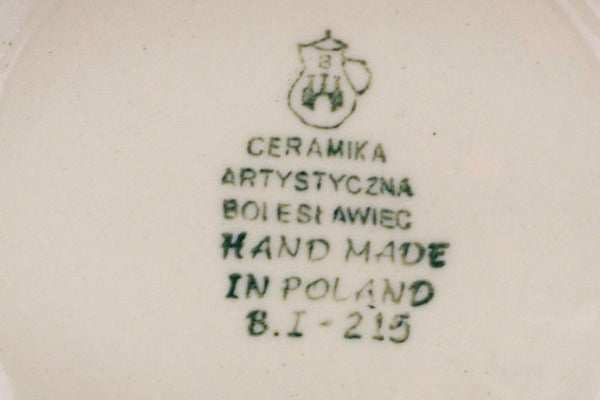 B
CERAMIKA
ARTYSTYCZNA
BOLESŁAWIEC
HAND MADE
IN POLAND
B.I - 215